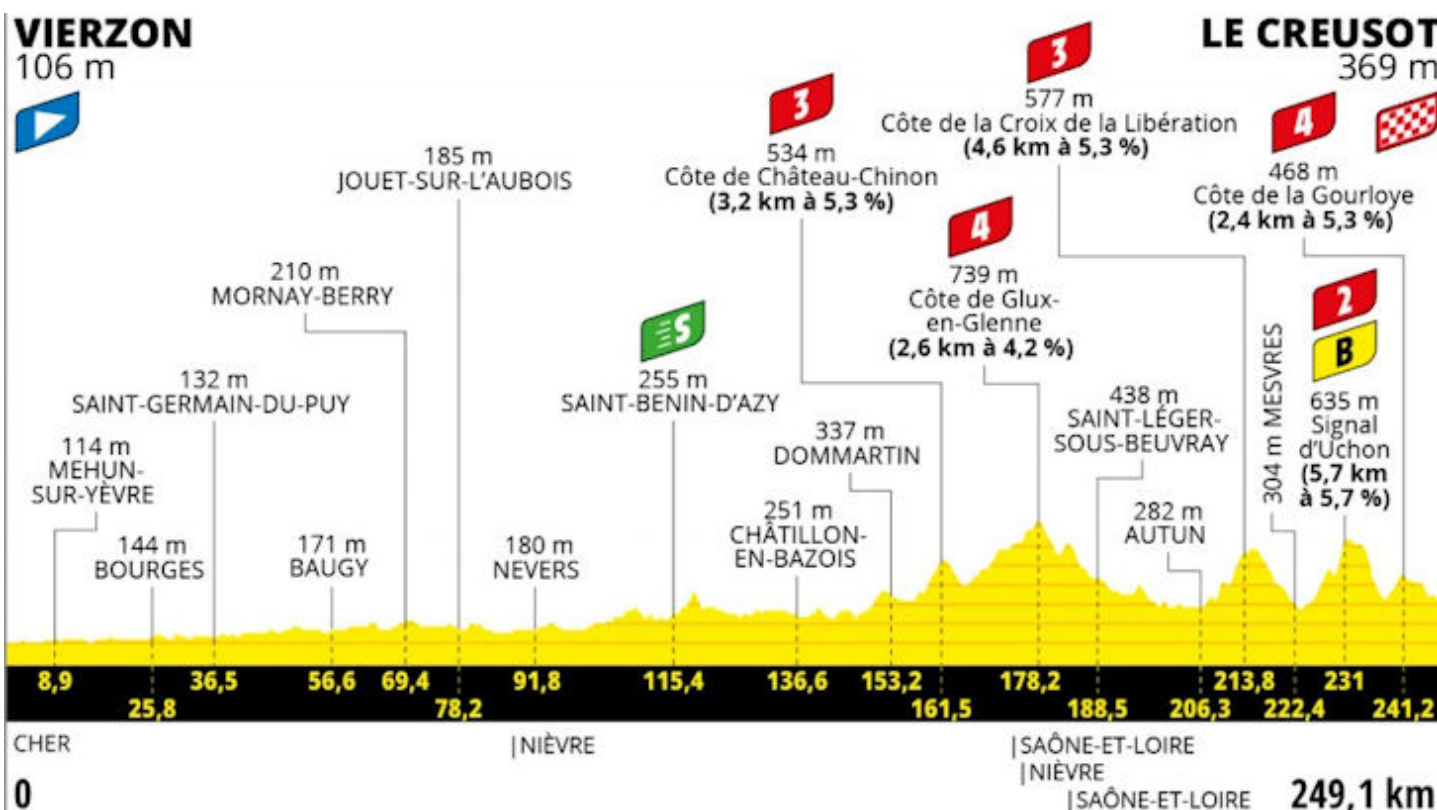 VIERZON
106 m
LE CREUSOT
369 m
3
577 m
Côte de la Croix de la Libération
(4,6 km à 5,3 %)
3
534 m
Côte de Château-Chinon
(3,2 km à 5,3 %)
4
468 m
Côte de la Gourloye
(2,4 km à 5,3 %)
185 m
JOUET-SUR-L'AUBOIS
4
739 m
Côte de Glux-
en-Glenne
(2,6 km à 4,2 %)
210 m
MORNAY-BERRY
S
255 m
SAINT-BENIN-D'AZY
2
B
635 m
Signal
d'Uchon
(5,7 km
à 5,7 %)
304 m MESVRES
132 m
SAINT-GERMAIN-DU-PUY
438 m
SAINT-LÉGER-
SOUS-BEUVRAY
337 m
DOMMARTIN
114 m
MEHUN-
SUR-YÈVRE
144 m
BOURGES
171 m
BAUGY
180 m
NEVERS
251 m
CHÂTILLON-
EN-BAZOIS
282 m
AUTUN
8,9 36,5 56,6 69,4 91,8 115,4 136,6 153,2 178,2 213,8 231
25,8 78,2 161,5 188,5 206,3 222,4 241,2
CHER |NIÈVRE |SAÔNE-ET-LOIRE
|NIÈVRE
|SAÔNE-ET-LOIRE
0 249,1 km